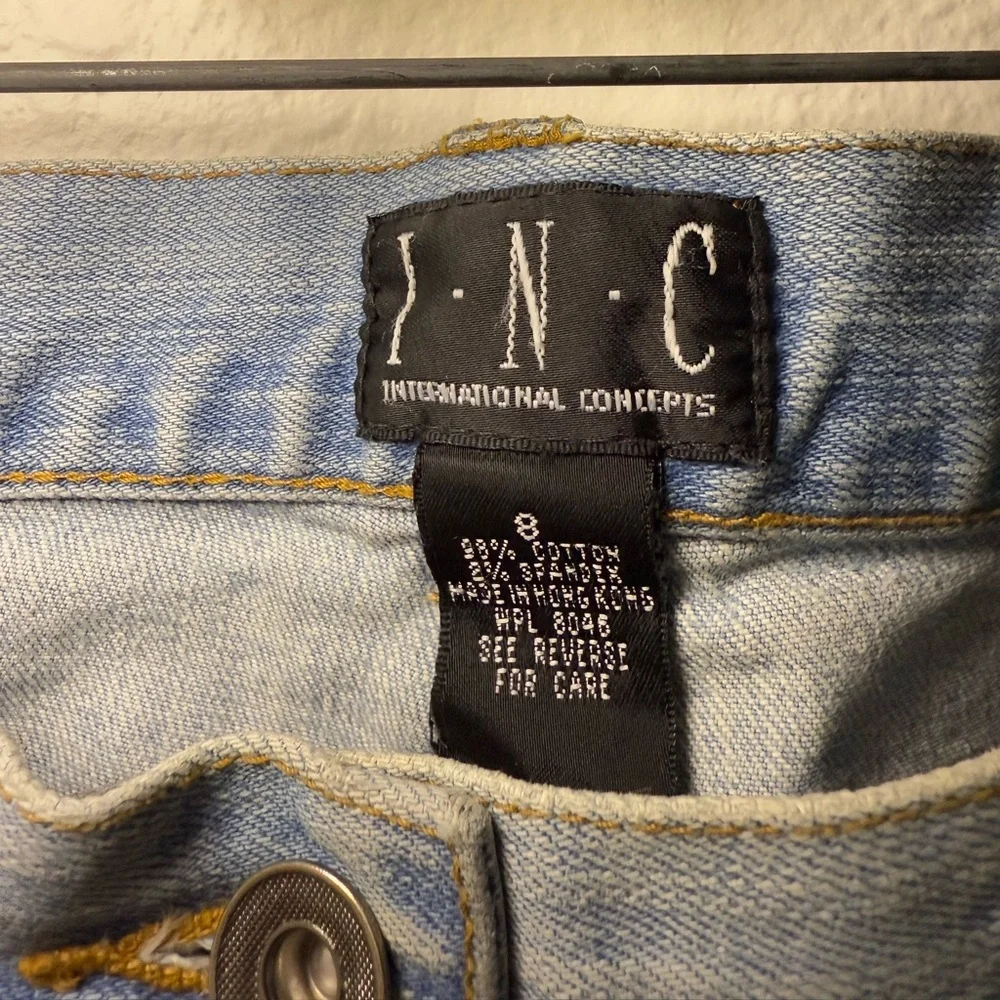 I·N·C
INTERNATIONAL CONCEPTS
8
98% COTTON
2% SPANDEX
MADE IN HONG KONG
WPL 8046
SEE REVERSE
FOR CARE